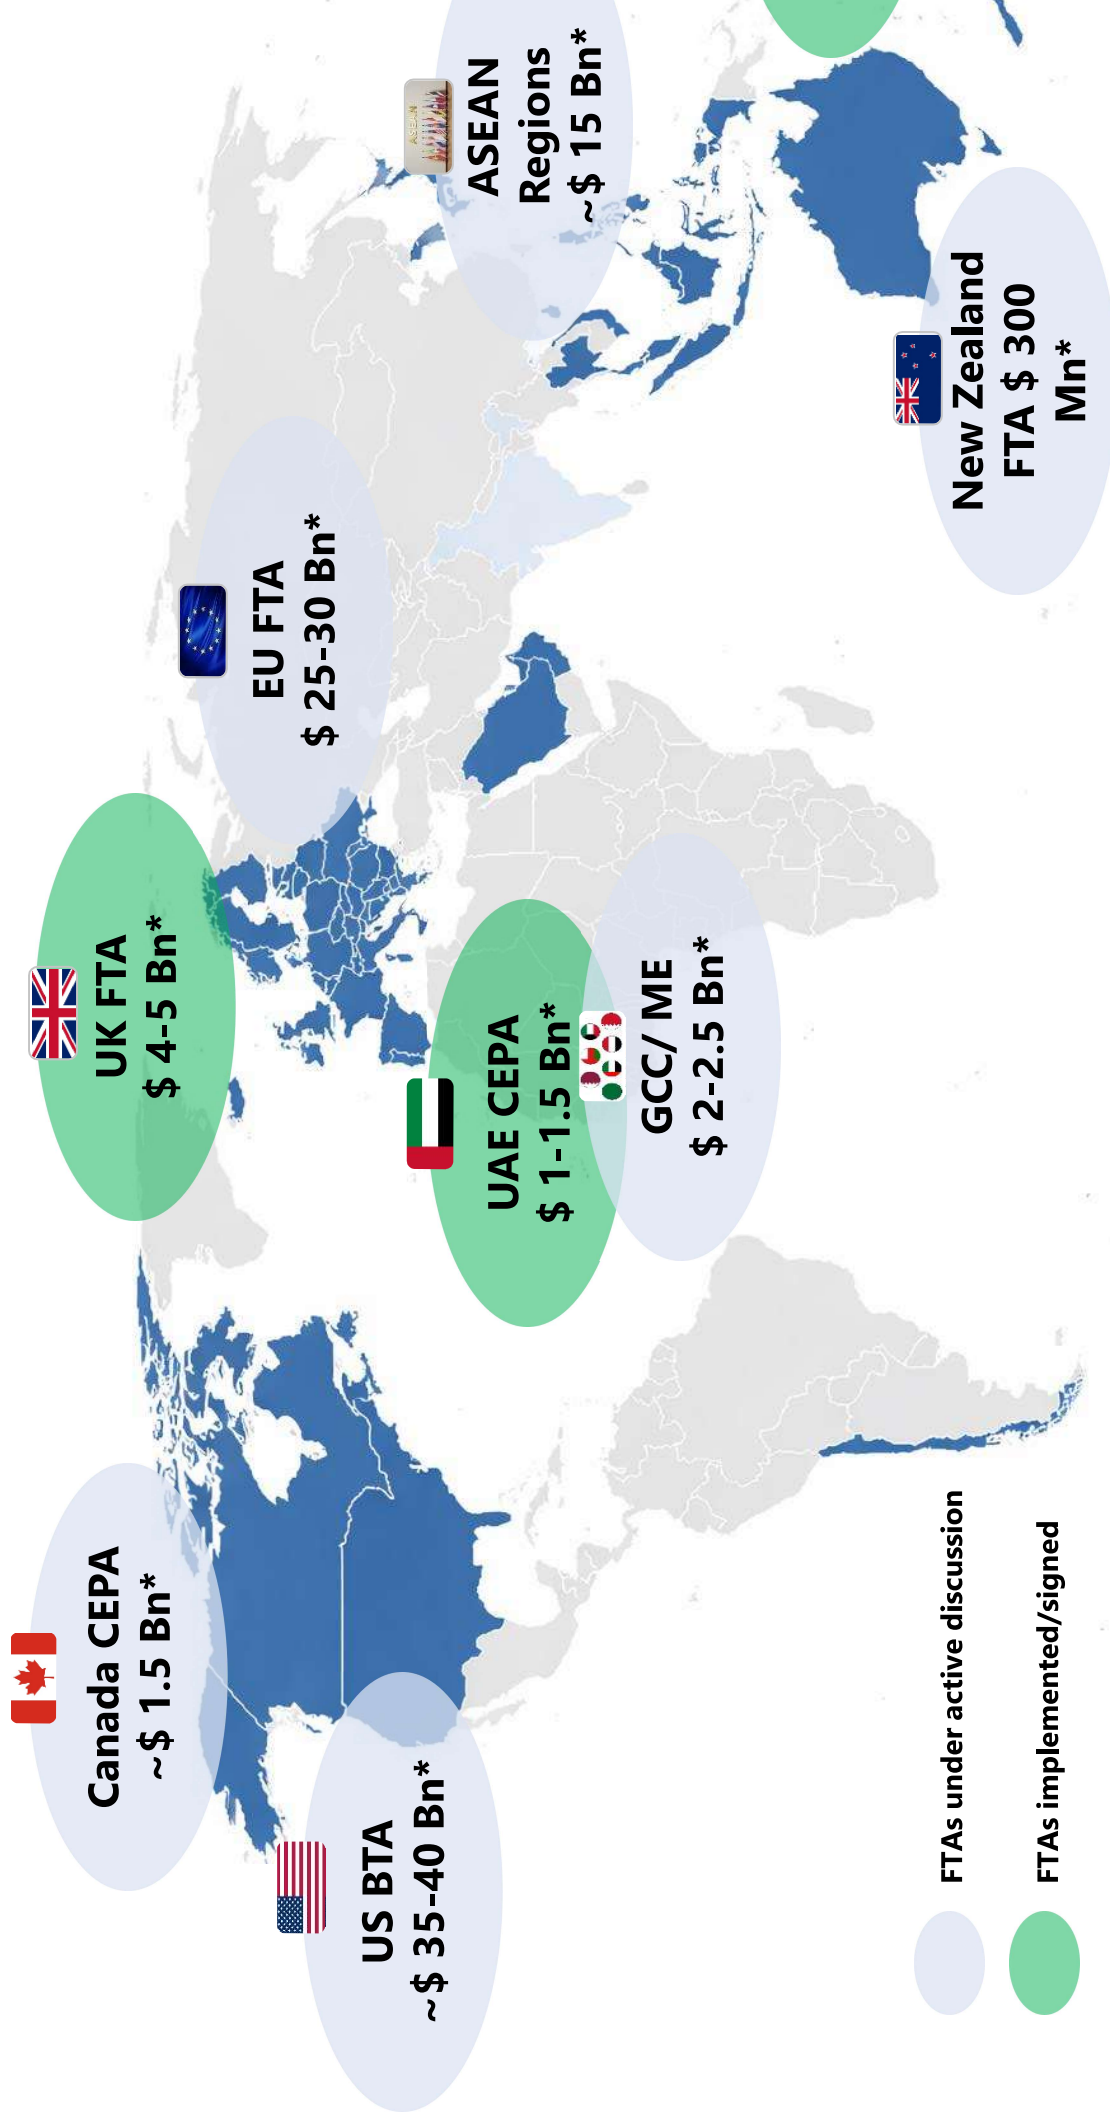 Canada CEPA
~$ 1.5 Bn*
US BTA
~$ 35-40 Bn*
UK FTA
$ 4-5 Bn*
UAE CEPA
$ 1-1.5 Bn*
GCC/ ME
$ 2-2.5 Bn*
EU FTA
$ 25-30 Bn*
ASEAN
ASEAN
Regions
~$ 15 Bn*
New Zealand
FTA $ 300
Mn*
FTAs under active discussion
FTAs implemented/signed